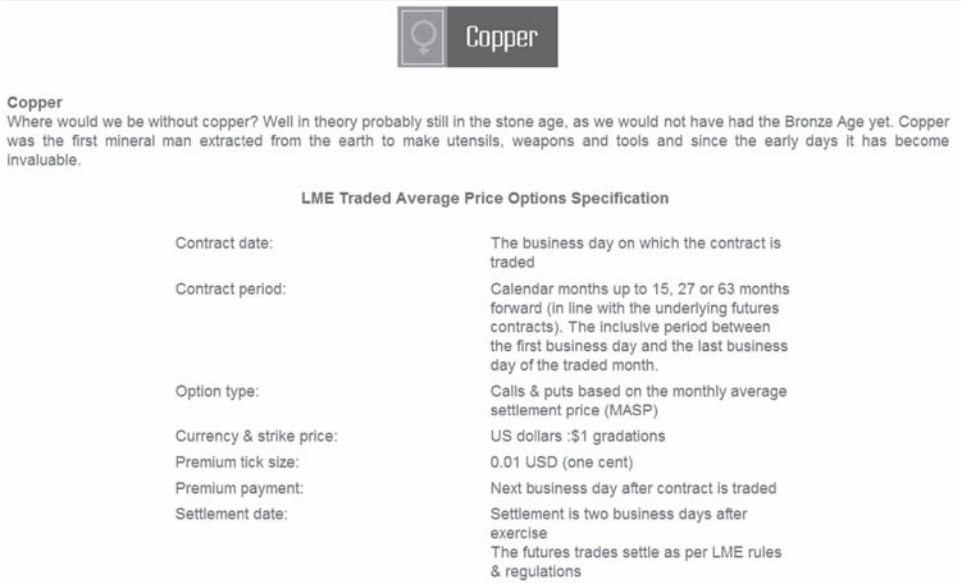 Copper
Copper
Where would we be without copper? Well in theory probably still in the stone age, as we would not have had the Bronze Age yet. Copper
was the first mineral man extracted from the earth to make utensils, weapons and tools and since the early days it has become
invaluable.
LME Traded Average Price Options Specification
Contract date: The business day on which the contract is
traded
Contract period: Calendar months up to 15, 27 or 63 months
forward (in line with the underlying futures
contracts). The inclusive period between
the first business day and the last business
day of the traded month.
Option type: Calls & puts based on the monthly average
settlement price (MASP)
Currency & strike price: US dollars :$1 gradations
Premium tick size: 0.01 USD (one cent)
Premium payment: Next business day after contract is traded
Settlement date: Settlement is two business days after
exercise
The futures trades settle as per LME rules
& regulations